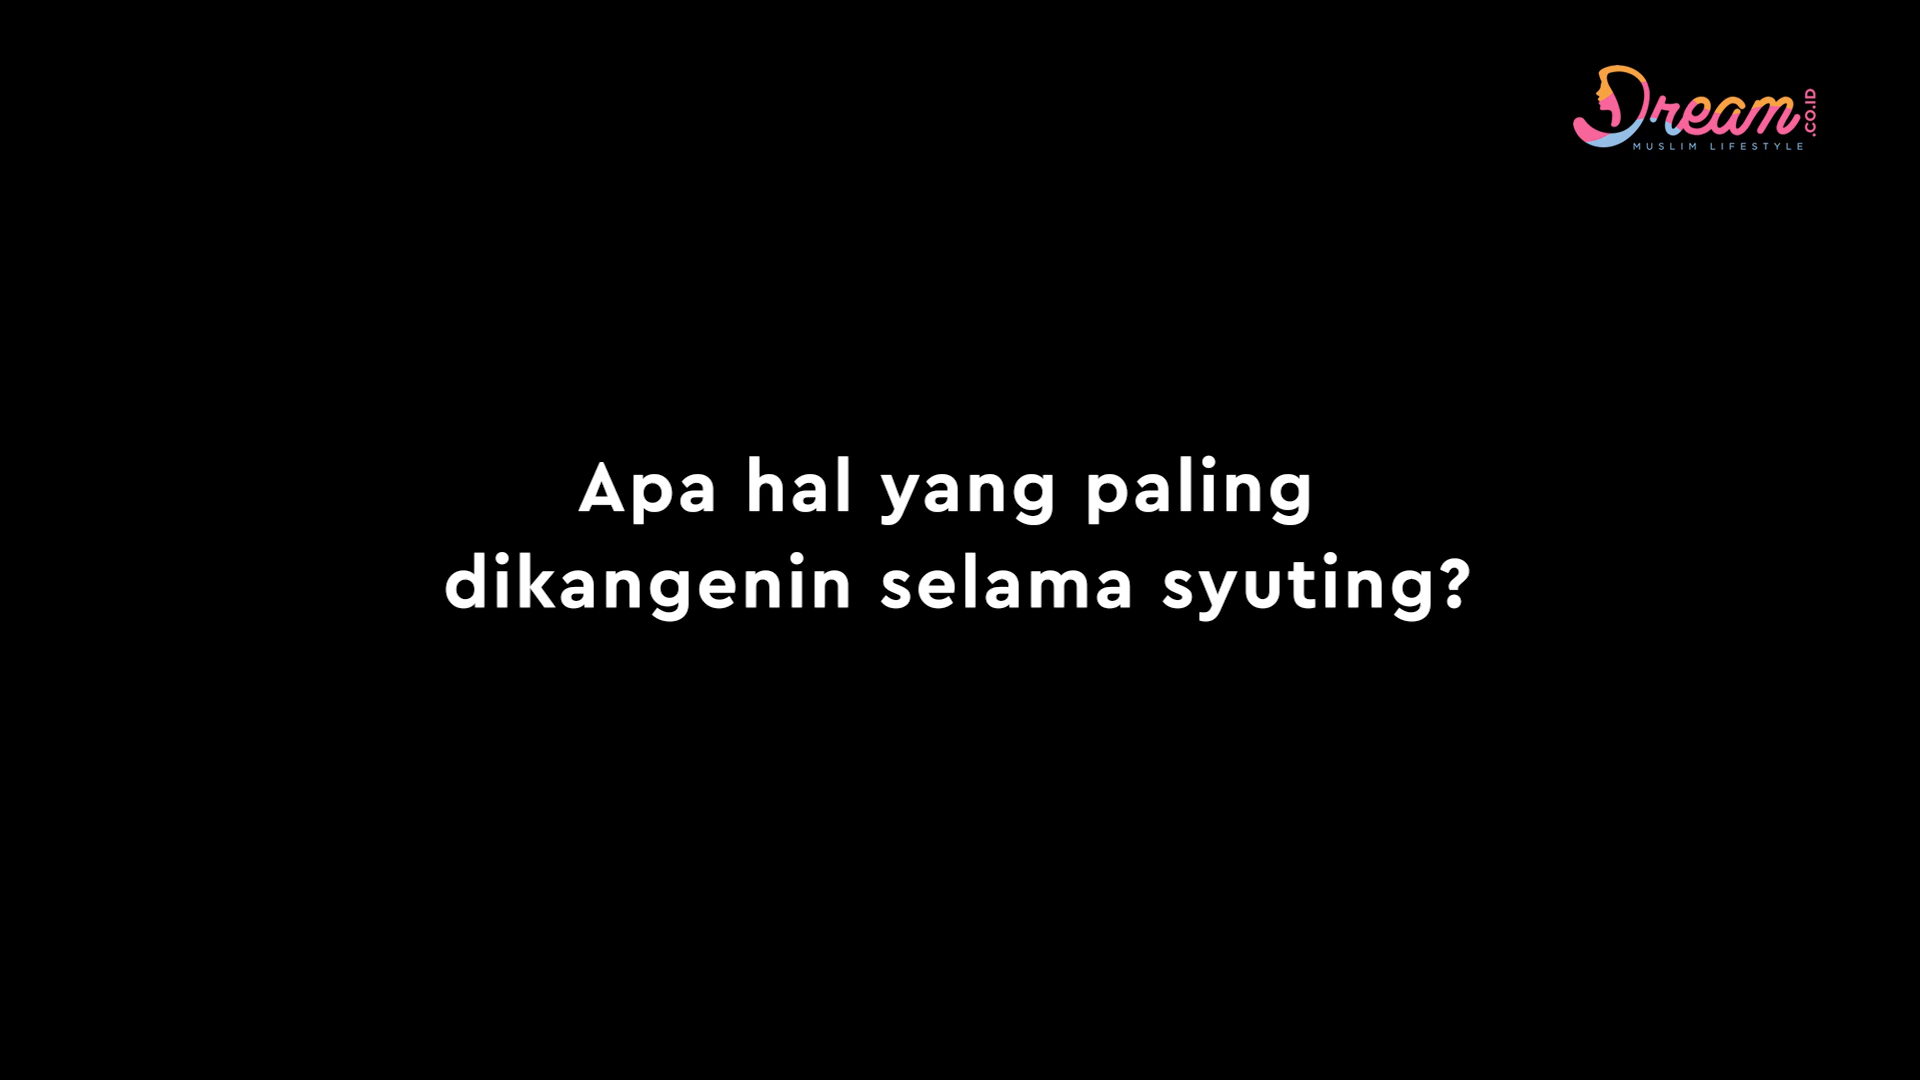 Dream.CO.ID
MUSLIM LIFESTYLE
Apa hal yang paling
dikangenin selama syuting?